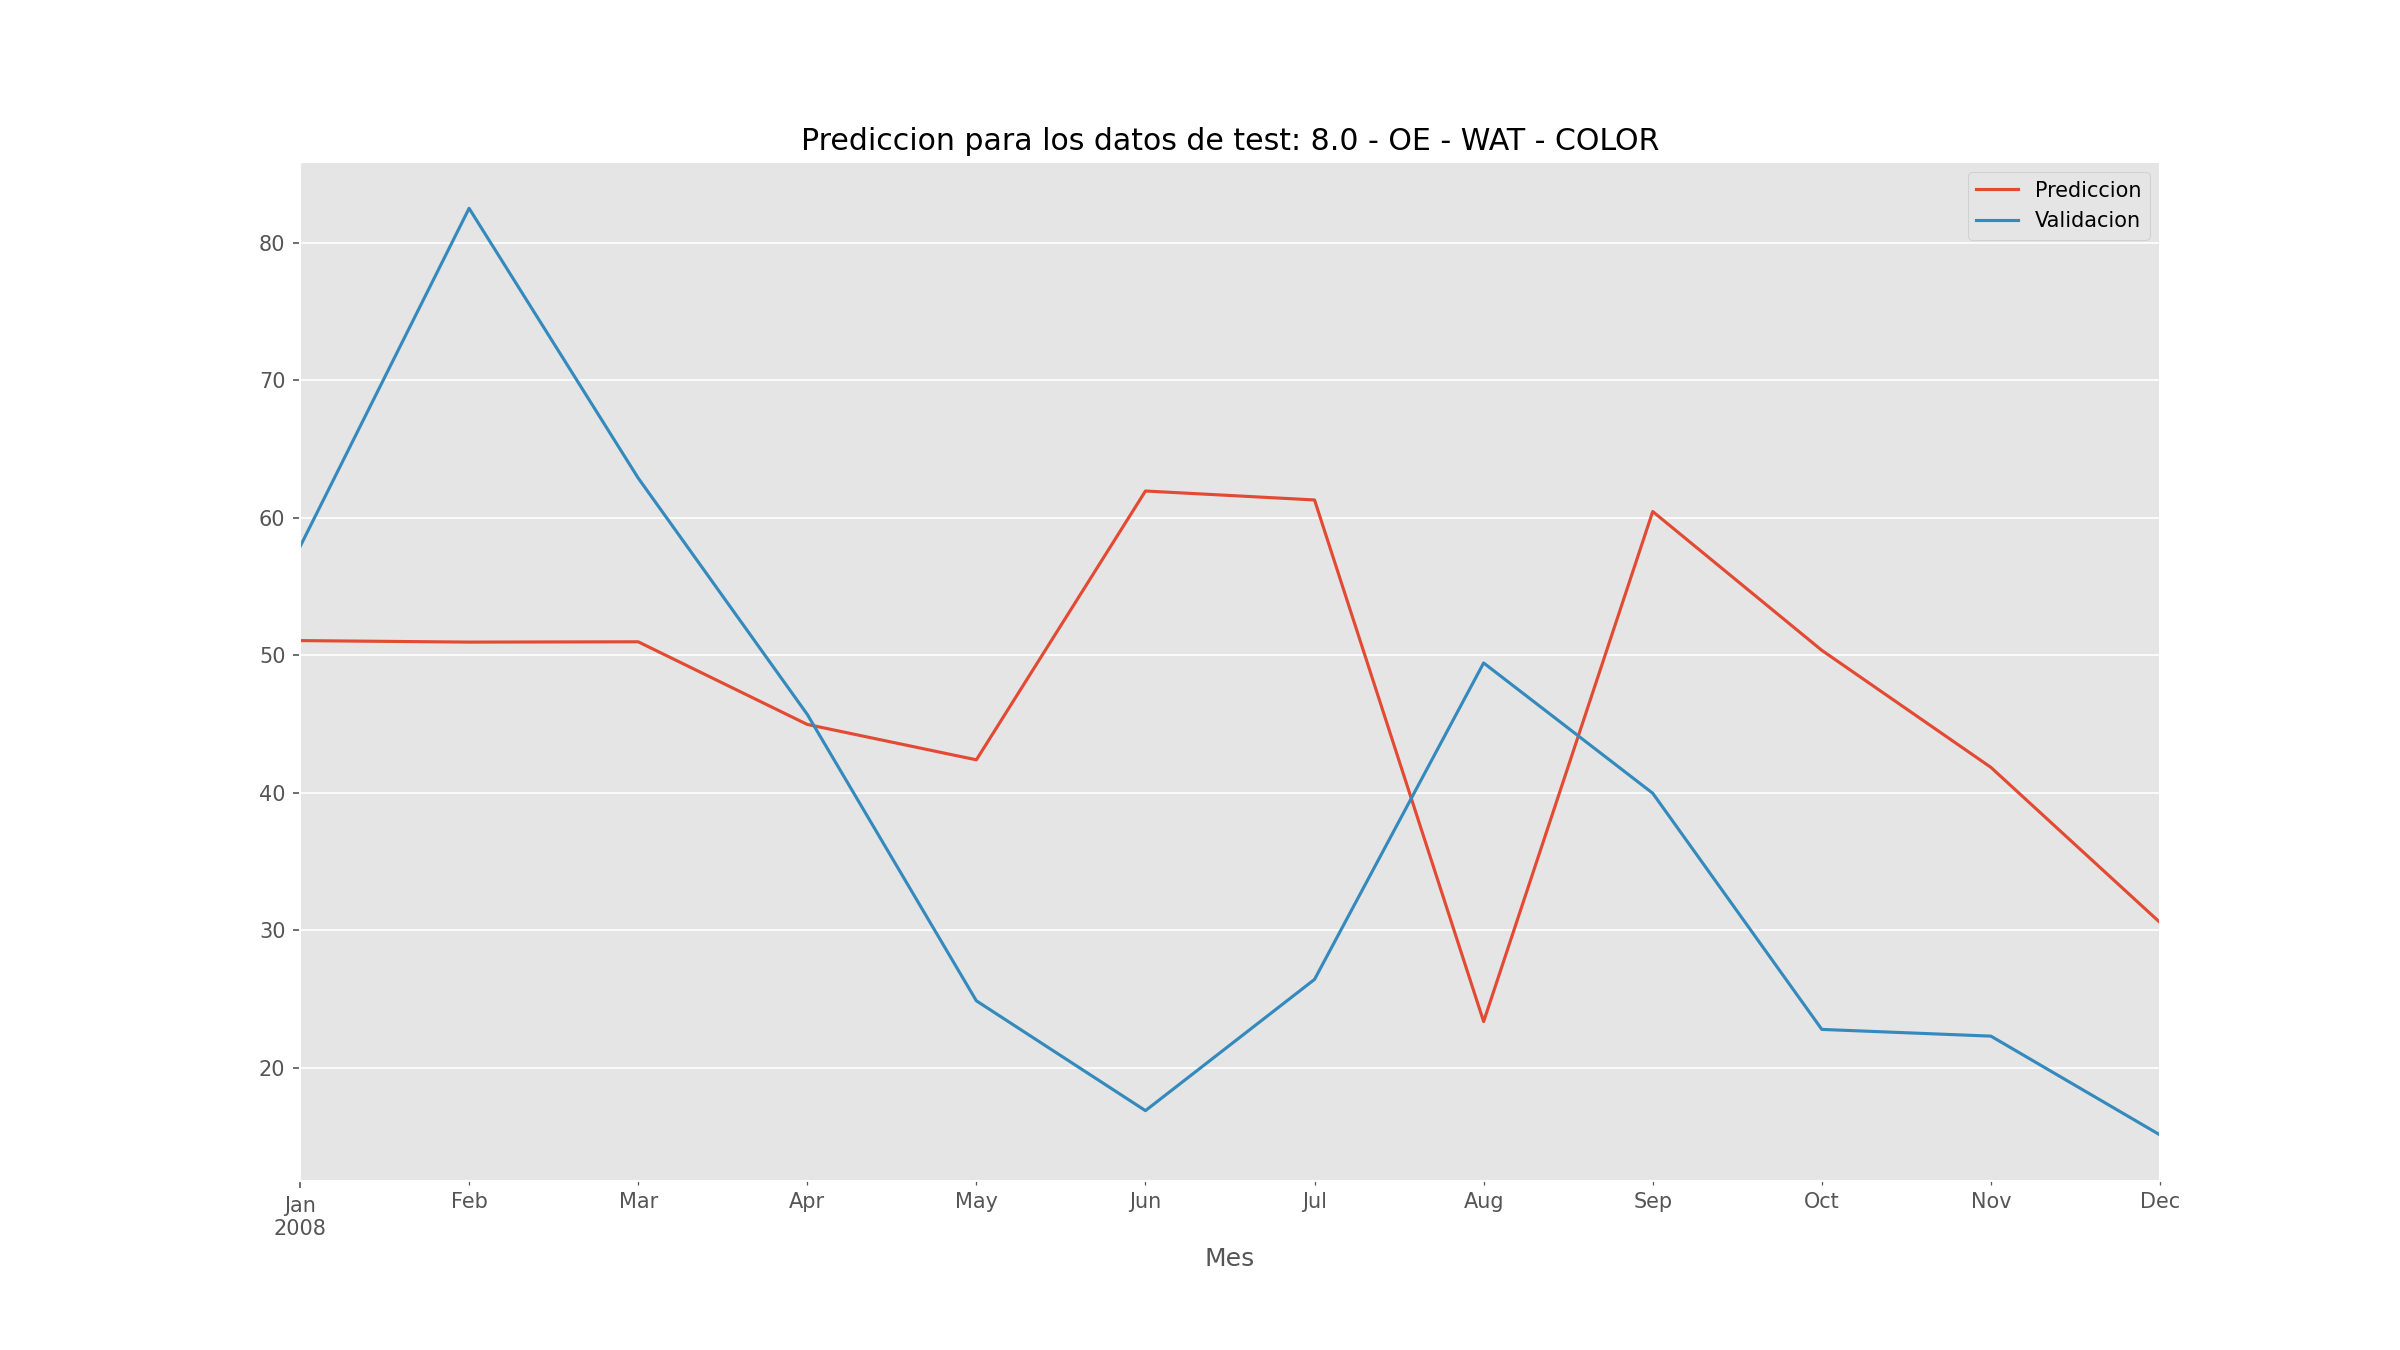 Prediccion para los datos de test: 8.0 - OE - WAT - COLOR
Prediccion
Validacion
80
70
60
50
40
30
20
Jan
2008
Feb
Mar
Apr
May
Jun
Jul
Aug
Sep
Oct
Nov
Dec
Mes